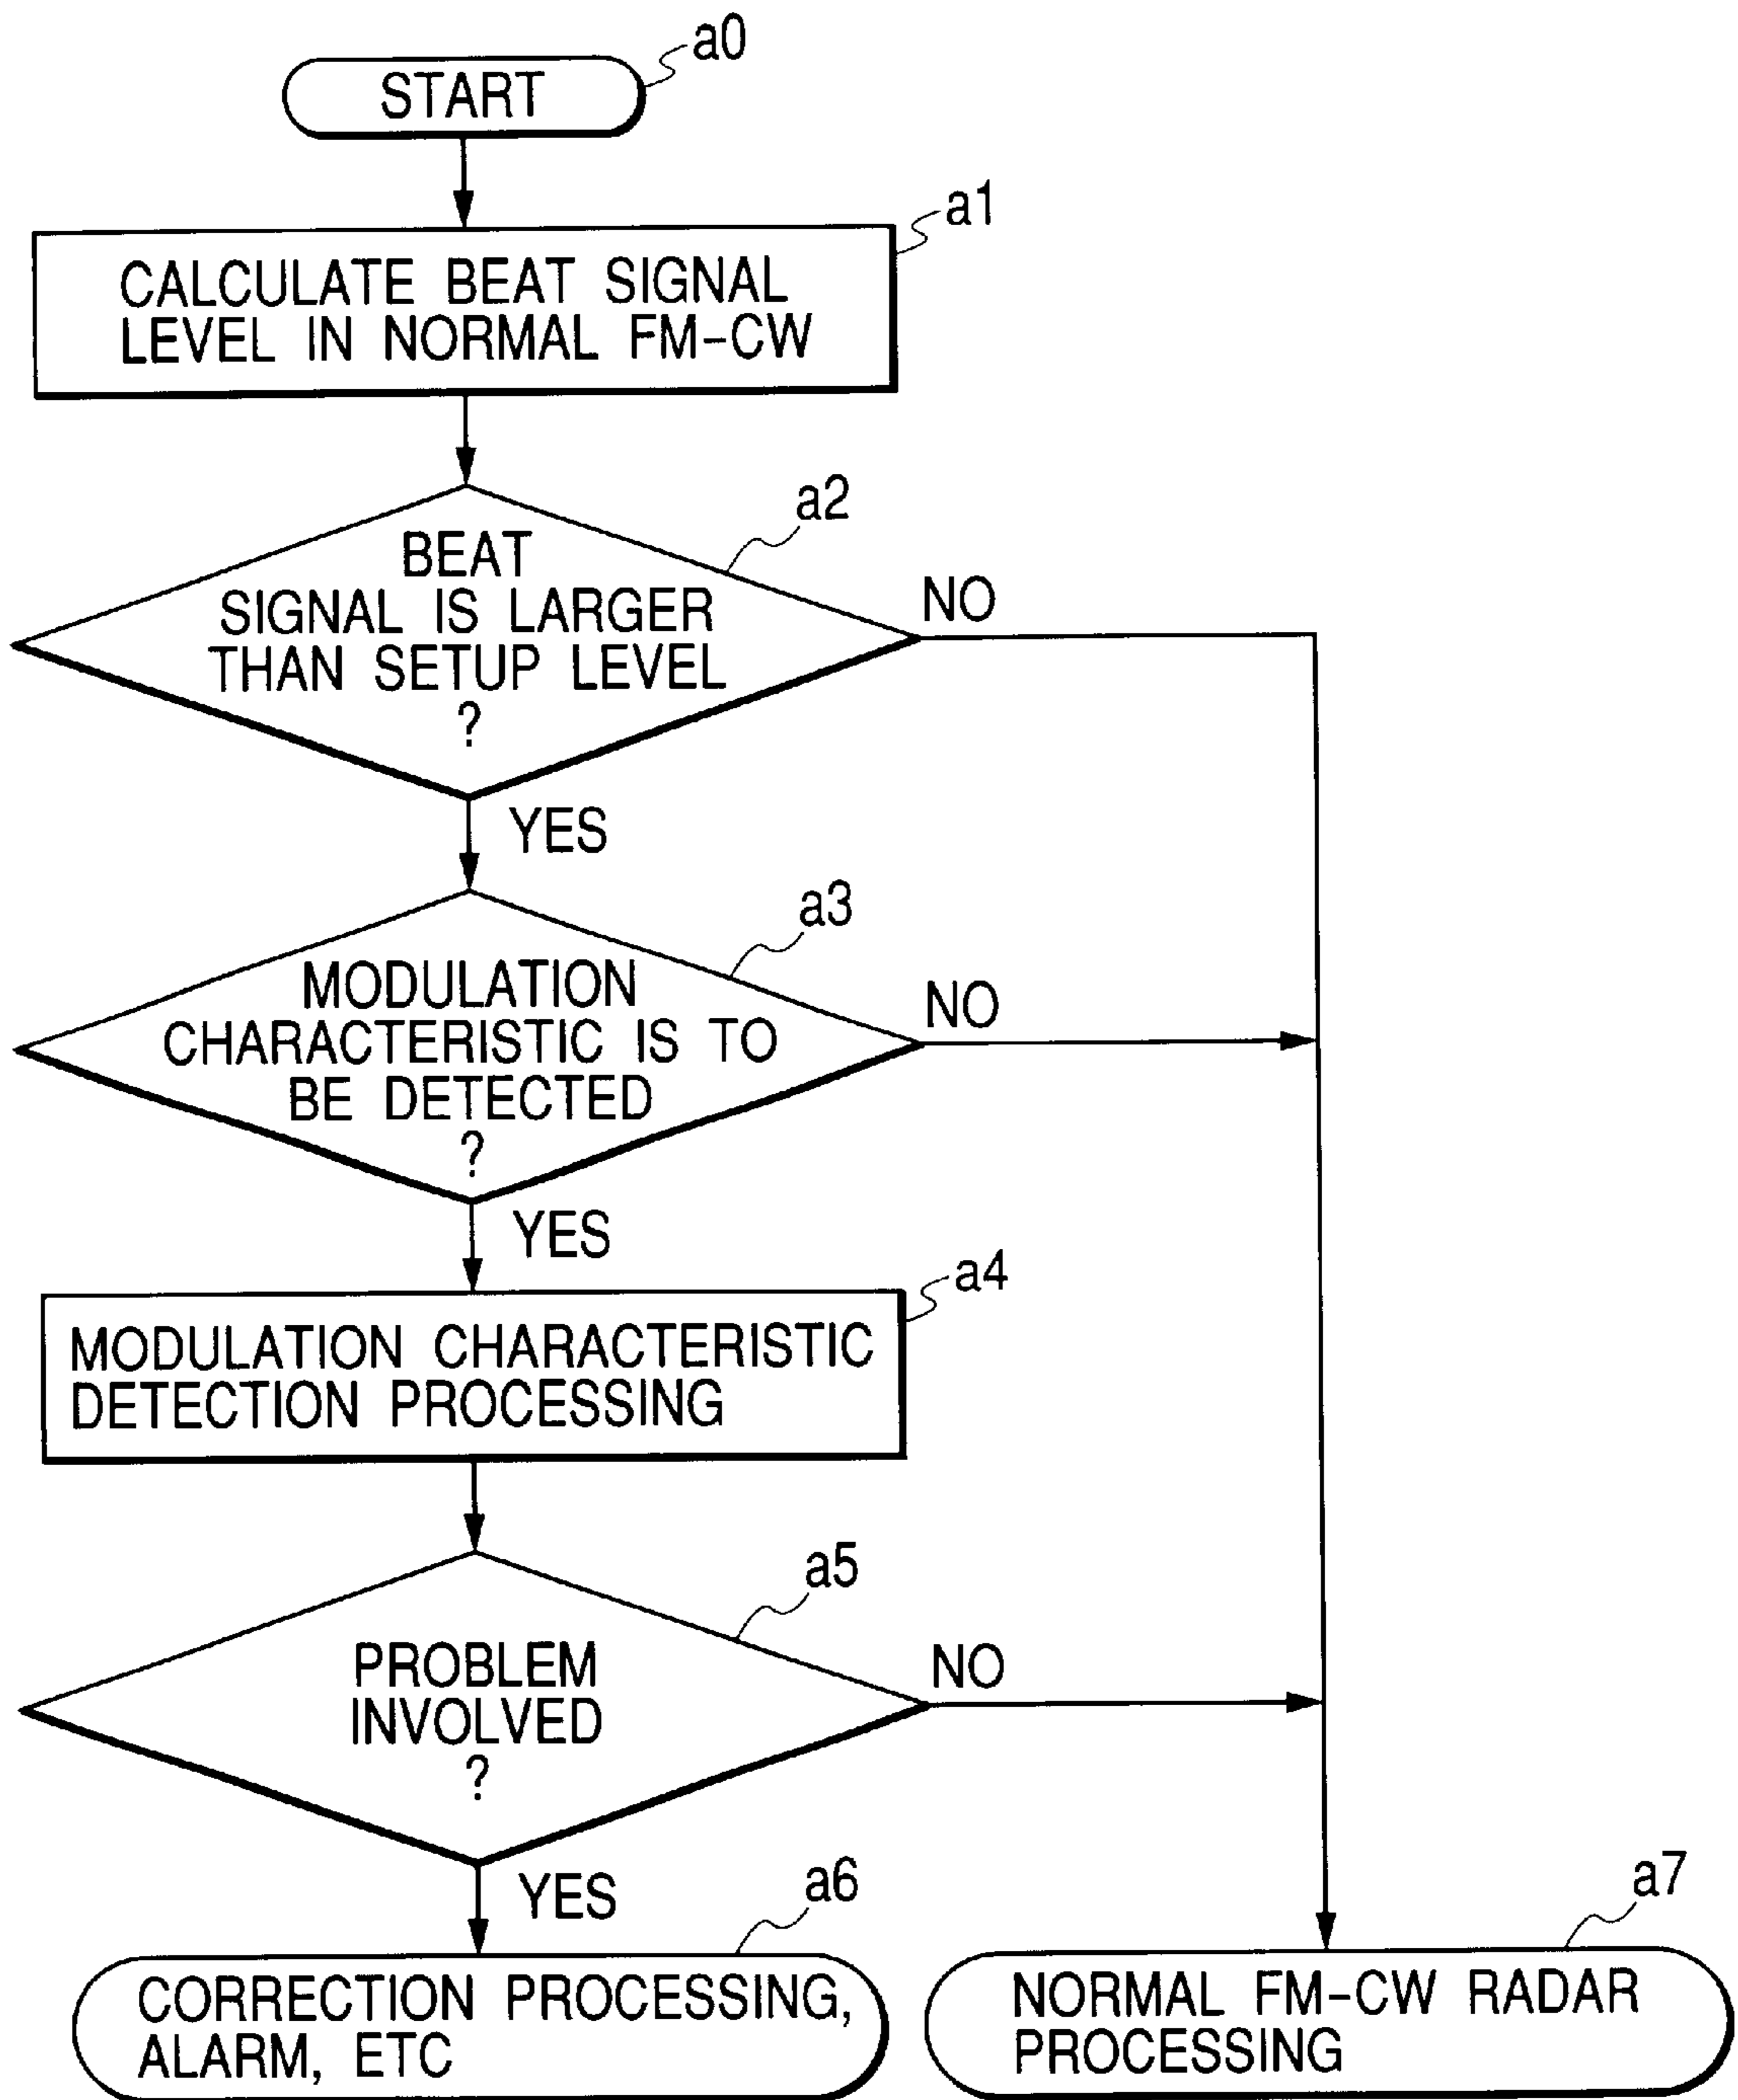 a0
START
a1
CALCULATE BEAT SIGNAL
LEVEL IN NORMAL FM-CW
a2
BEAT
SIGNAL IS LARGER
THAN SETUP LEVEL
?
NO
YES
a3
MODULATION
CHARACTERISTIC IS TO
BE DETECTED
?
NO
YES
a4
MODULATION CHARACTERISTIC
DETECTION PROCESSING
a5
PROBLEM
INVOLVED
?
NO
YES
a6
CORRECTION PROCESSING,
ALARM, ETC
a7
NORMAL FM-CW RADAR
PROCESSING